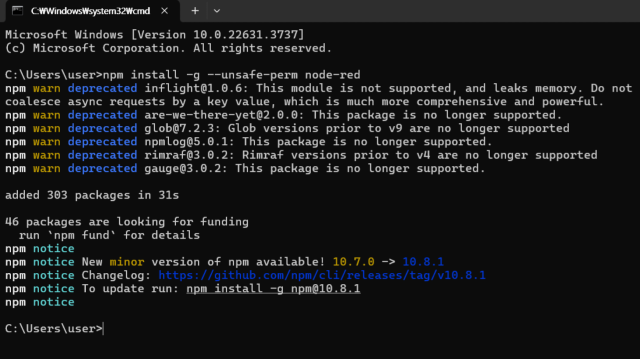 C:₩Windows₩system32₩cmd
Microsoft Windows [Version 10.0.22631.3737]
(c) Microsoft Corporation. All rights reserved.
C:\Users\user>npm install -g --unsafe-perm node-red
npm warn deprecated inflight@1.0.6: This module is not supported, and leaks memory. Do not
coalesce async requests by a key value, which is much more comprehensive and powerful.
npm warn deprecated are-we-there-yet@2.0.0: This package is no longer supported.
npm warn deprecated glob@7.2.3: Glob versions prior to v9 are no longer supported
npm warn deprecated npmlog@5.0.1: This package is no longer supported.
npm warn deprecated rimraf@3.0.2: Rimraf versions prior to v4 are no longer supported
npm warn deprecated gauge@3.0.2: This package is no longer supported.
added 303 packages in 31s
46 packages are looking for funding
run `npm fund` for details
npm notice
npm notice New minor version of npm available! 10.7.0 -> 10.8.1
npm notice Changelog: https://github.com/npm/cli/releases/tag/v10.8.1
npm notice To update run: npm install -g npm@10.8.1
npm notice
C:\Users\user>